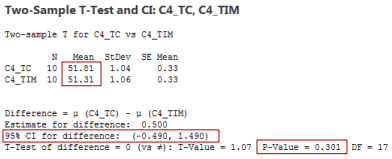 Two-Sample T-Test and CI: C4_TC, C4_TIM
Two-sample T for C4_TC vs C4_TIM
N Mean StDev SE Mean
C4_TC 10 51.81 1.04 0.33
C4_TIM 10 51.31 1.06 0.33
Difference = μ (C4_TC) - μ (C4_TIM)
Estimate for difference: 0.500
95% CI for difference: (-0.490, 1.490)
T-Test of difference = 0 (vs ≠): T-Value = 1.07 P-Value = 0.301 DF = 17